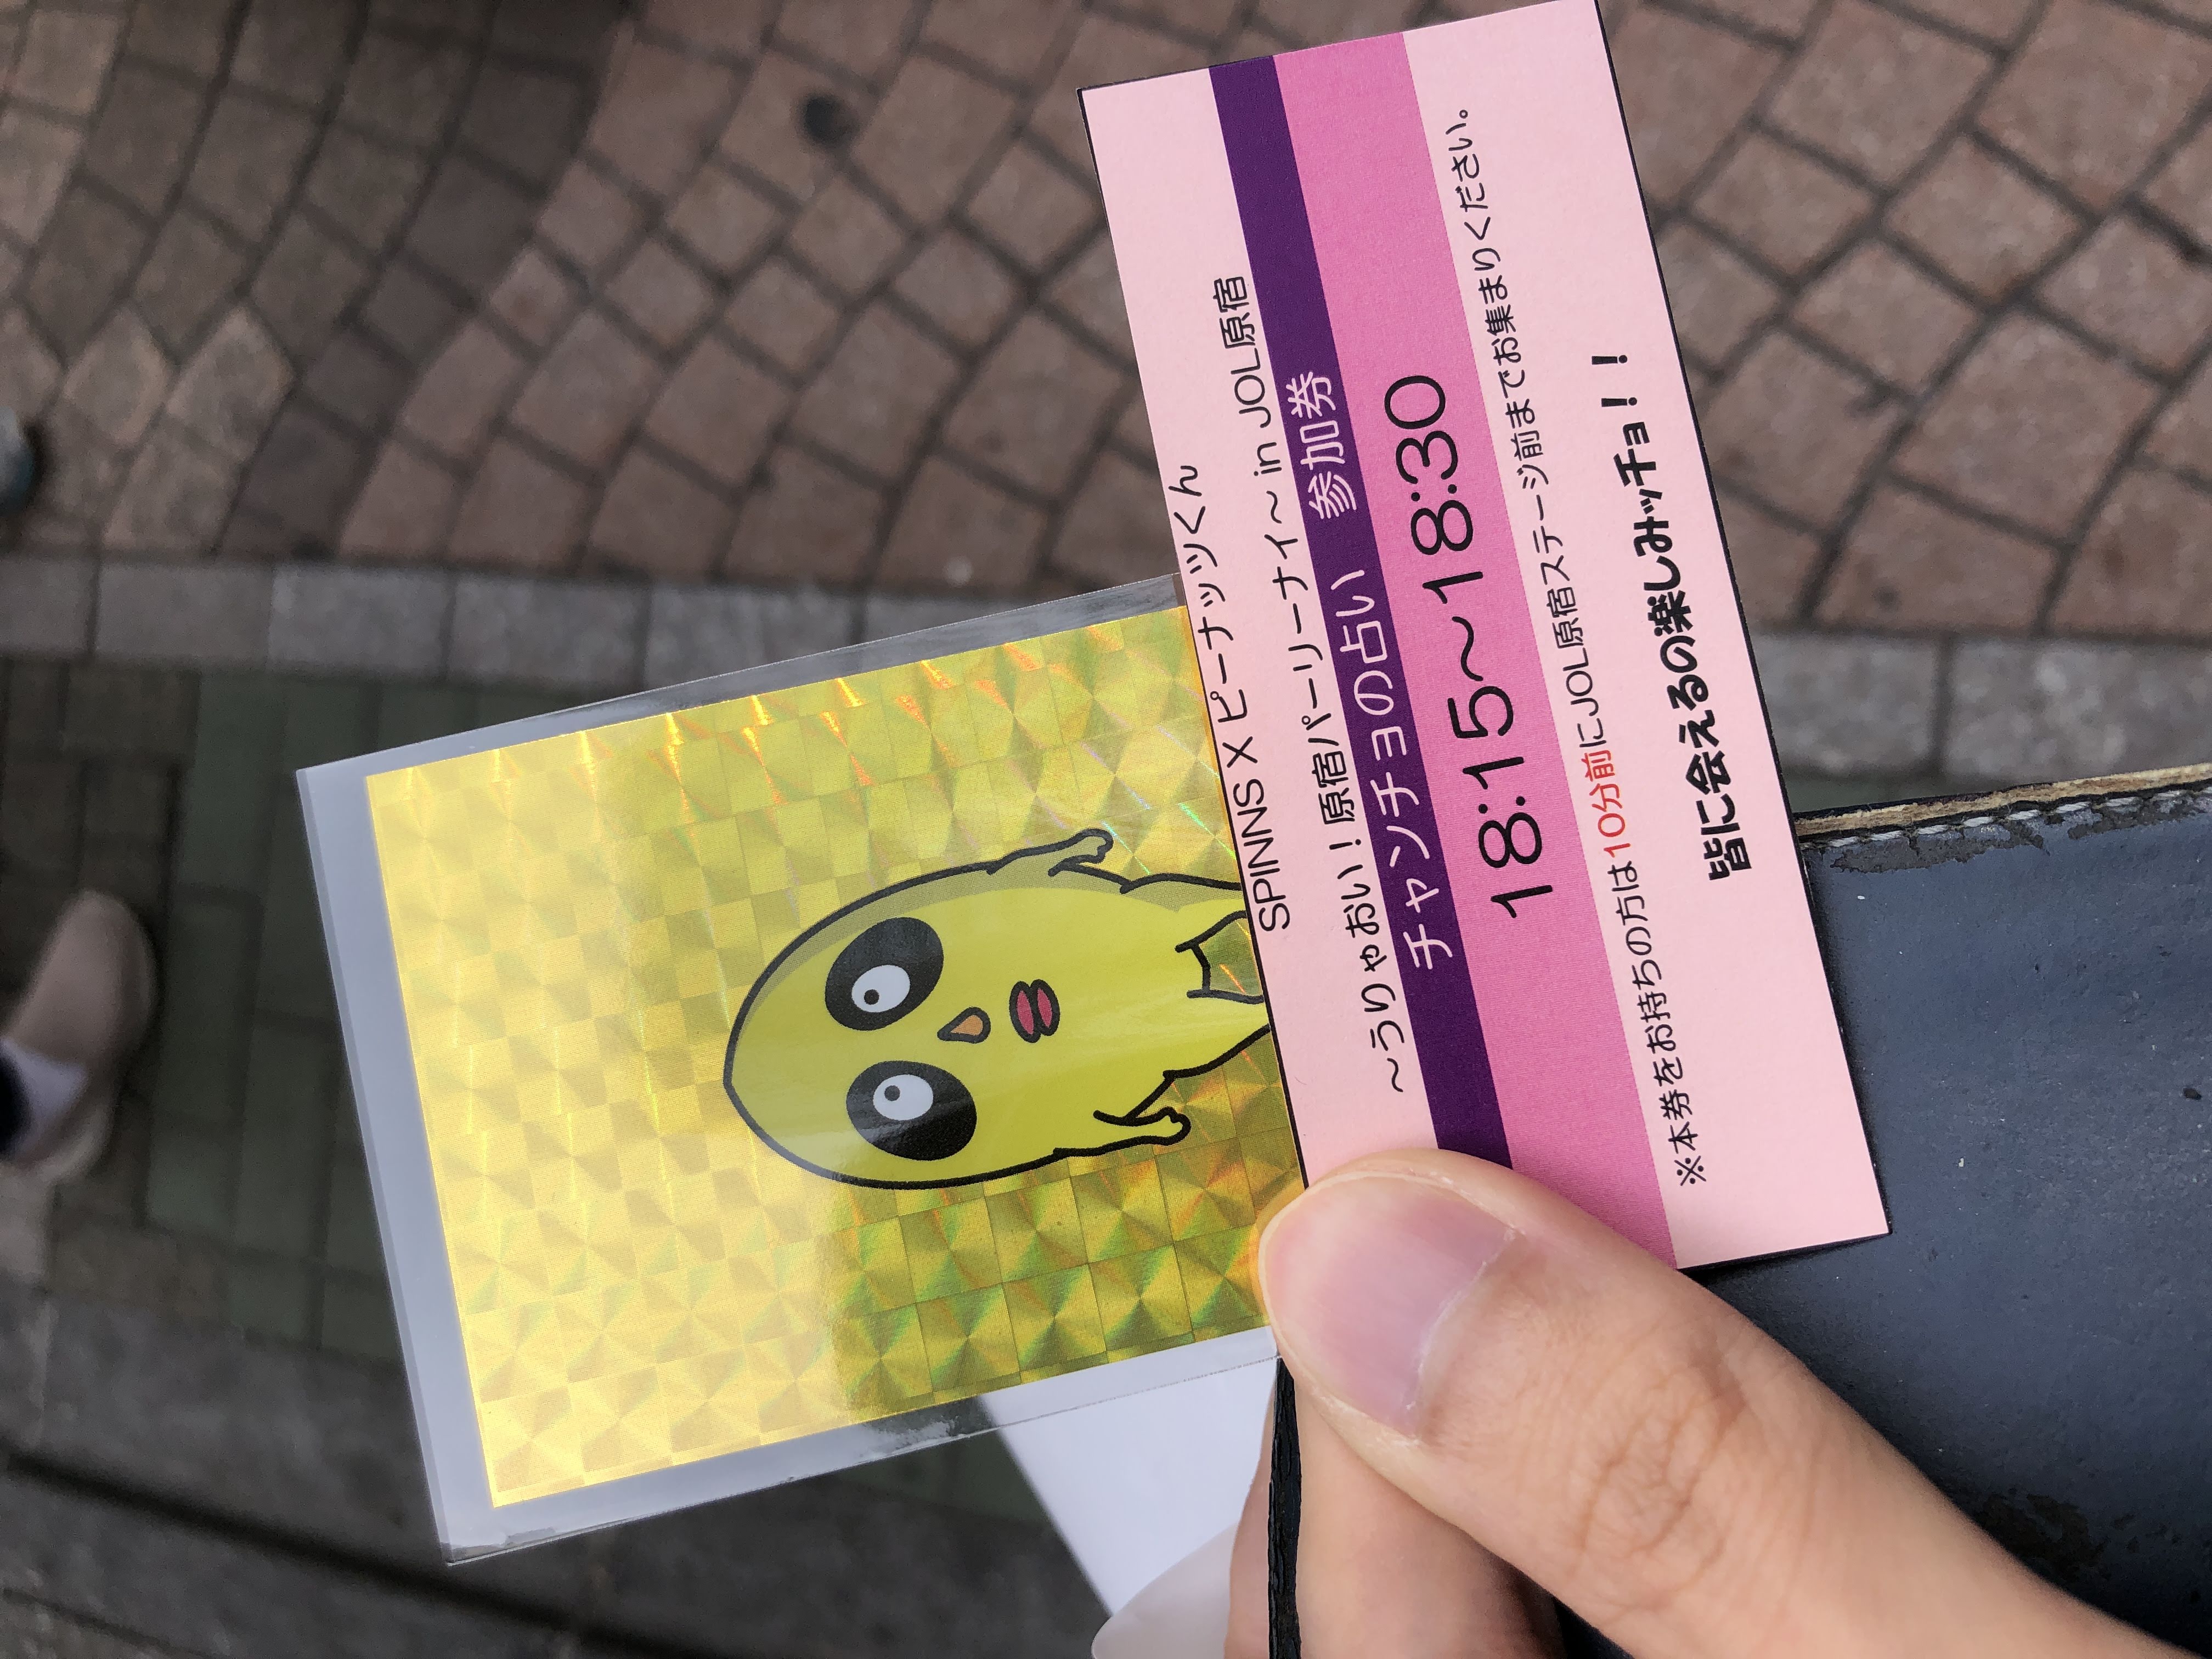 SPINNS X ピーナッツくん
～うりゃおい！原宿パーリーナイ～ in JOL原宿
チャンチョの占い　参加券
18:15～18:30
※本券をお持ちの方は10分前にJOL原宿ステージ前までお集まりください。
皆に会えるの楽しみッチョ！！